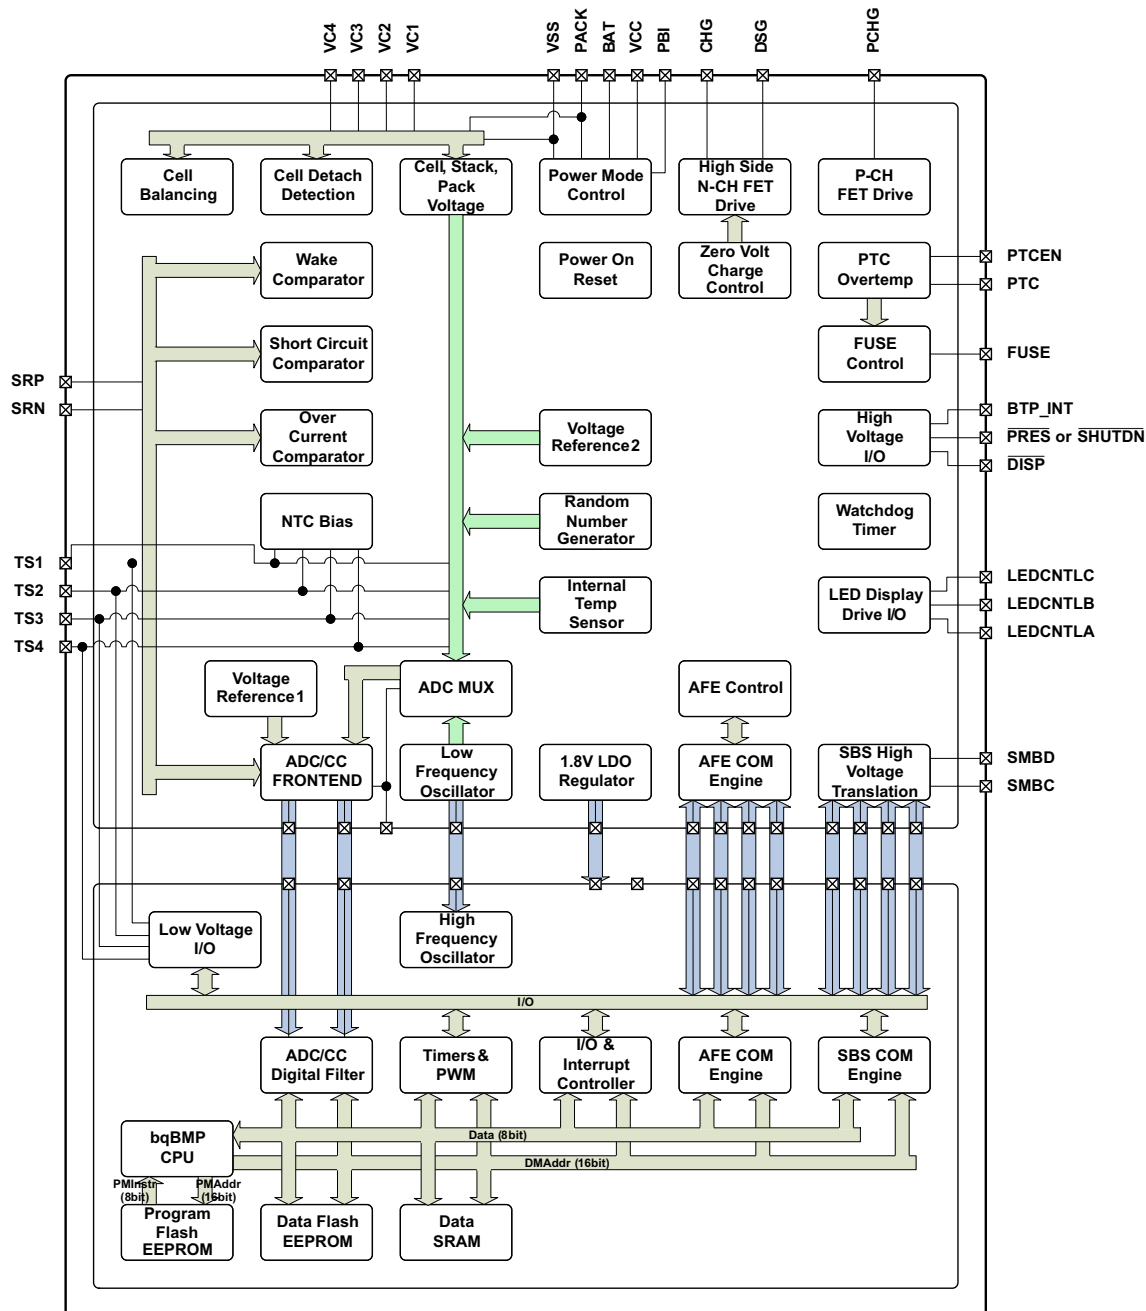 VC4
VC3
VC2
VC1
VSS
PACK
BAT
VCC
PBI
CHG
DSG
PCHG
Cell
Balancing
Cell Detach
Detection
Cell, Stack,
Pack
Voltage
Power Mode
Control
High Side
N-CH FET
Drive
P-CH
FET Drive
Wake
Comparator
Power On
Reset
Zero Volt
Charge
Control
PTC
Overtemp
PTCEN
PTC
Short Circuit
Comparator
FUSE
Control
FUSE
SRP
SRN
Over
Current
Comparator
Voltage
Reference2
High
Voltage
I/O
BTP_INT
PRES or SHUTDN
DISP
NTC Bias
Random
Number
Generator
Watchdog
Timer
TS1
TS2
TS3
TS4
Internal
Temp
Sensor
LED Display
Drive I/O
LEDCNTLC
LEDCNTLB
LEDCNTLA
Voltage
Reference1
ADC MUX
AFE Control
ADC/CC
FRONTEND
Low
Frequency
Oscillator
1.8V LDO
Regulator
AFE COM
Engine
SBS High
Voltage
Translation
SMBD
SMBC
Low Voltage
I/O
High
Frequency
Oscillator
I/O
ADC/CC
Digital Filter
Timers&
PWM
I/O &
Interrupt
Controller
AFE COM
Engine
SBS COM
Engine
bqBMP
CPU
Data (8bit)
DMAddr (16bit)
PMInstr
(8bit)
PMAddr
(16bit)
Program
Flash
EEPROM
Data Flash
EEPROM
Data
SRAM